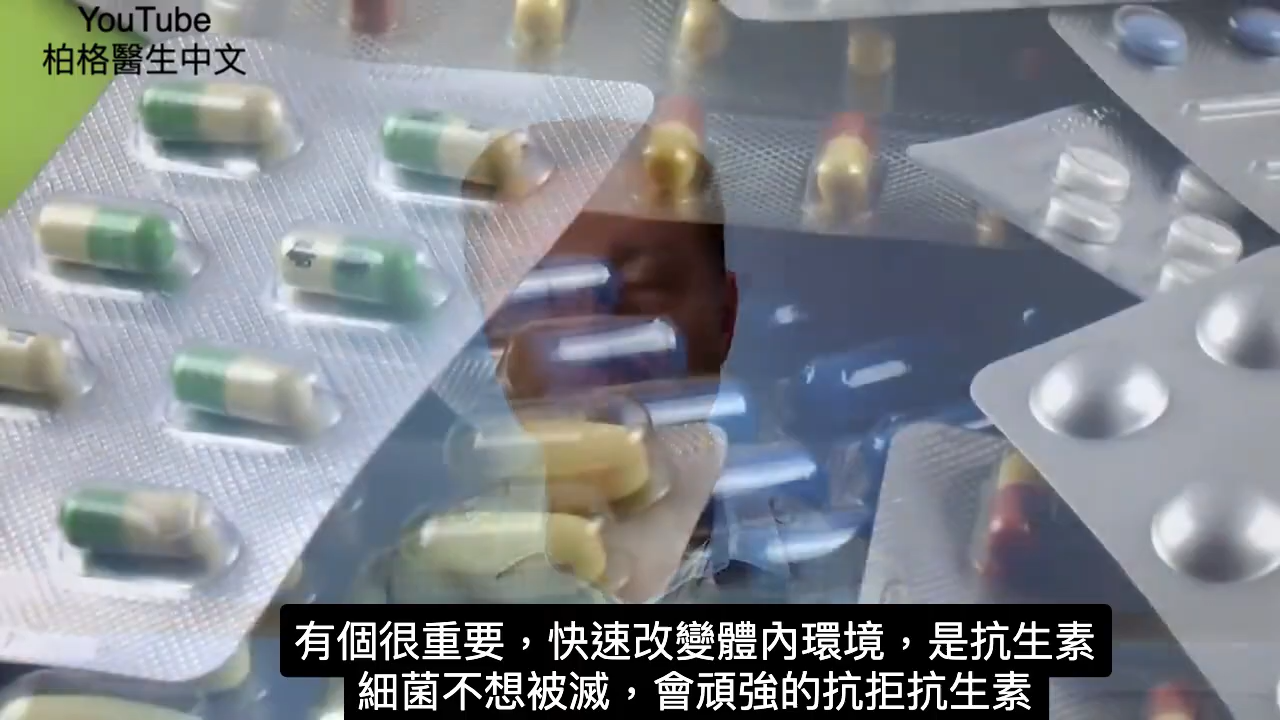 YouTube
柏格醫生中文
有個很重要，快速改變體內環境，是抗生素
細菌不想被滅，會頑強的抗拒抗生素